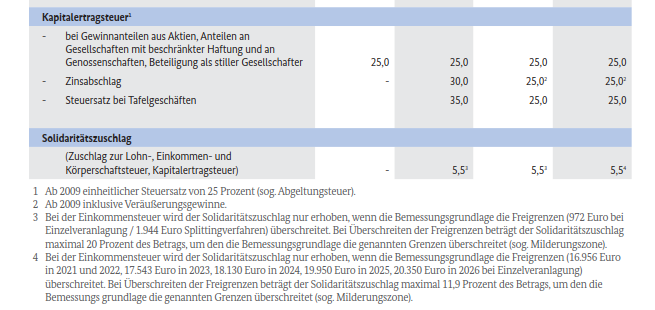 Kapitalertragsteuer¹
- bei Gewinnanteilen aus Aktien, Anteilen an
Gesellschaften mit beschränkter Haftung und an
Genossenschaften, Beteiligung als stiller Gesellschafter 25,0 25,0 25,0 25,0
- Zinsabschlag - 30,0 25,0² 25,0²
- Steuersatz bei Tafelgeschäften 35,0 25,0 25,0
Solidaritätszuschlag
(Zuschlag zur Lohn-, Einkommen- und
Körperschaftsteuer, Kapitalertragsteuer) - 5,5³ 5,5³ 5,5⁴
1 Ab 2009 einheitlicher Steuersatz von 25 Prozent (sog. Abgeltungsteuer).
2 Ab 2009 inklusive Veräußerungsgewinne.
3 Bei der Einkommensteuer wird der Solidaritätszuschlag nur erhoben, wenn die Bemessungsgrundlage die Freigrenzen (972 Euro bei
Einzelveranlagung / 1.944 Euro Splittingverfahren) überschreitet. Bei Überschreiten der Freigrenzen beträgt der Solidaritätszuschlag
maximal 20 Prozent des Betrags, um den die Bemessungsgrundlage die genannten Grenzen überschreitet (sog. Milderungszone).
4 Bei der Einkommensteuer wird der Solidaritätszuschlag nur erhoben, wenn die Bemessungsgrundlage die Freigrenzen (16.956 Euro
in 2021 und 2022, 17.543 Euro in 2023, 18.130 Euro in 2024, 19.950 Euro in 2025, 20.350 Euro in 2026 bei Einzelveranlagung)
überschreitet. Bei Überschreiten der Freigrenzen beträgt der Solidaritätszuschlag maximal 11,9 Prozent des Betrags, um den die
Bemessungs grundlage die genannten Grenzen überschreitet (sog. Milderungszone).